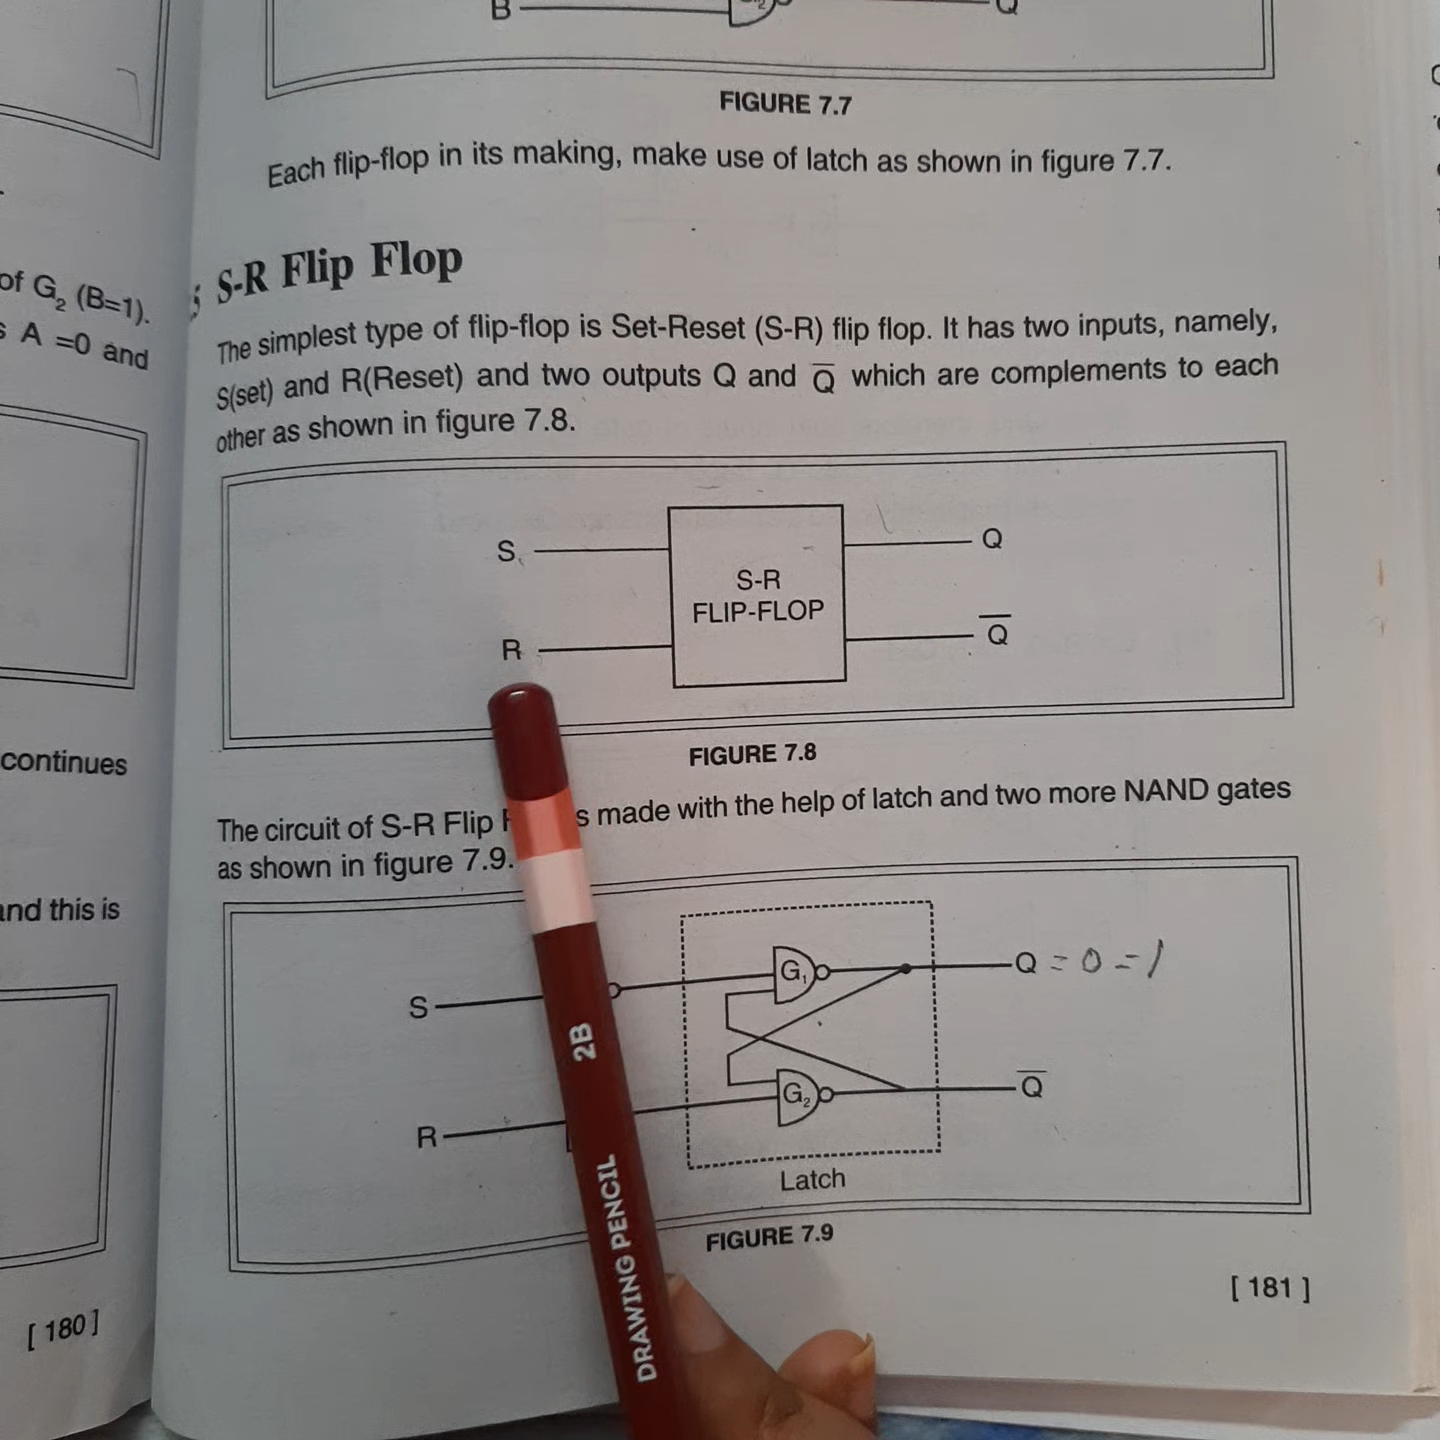 B
Q
FIGURE 7.7
Each flip-flop in its making, make use of latch as shown in figure 7.7.
S-R Flip Flop
The simplest type of flip-flop is Set-Reset (S-R) flip flop. It has two inputs, namely,
S(set) and R(Reset) and two outputs Q and Q̅ which are complements to each
other as shown in figure 7.8.
S
Q
S-R
FLIP-FLOP
R
Q̅
FIGURE 7.8
The circuit of S-R Flip s made with the help of latch and two more NAND gates
as shown in figure 7.9.
G₁
Q = 0 = 1
S
G₂
Q̅
R
Latch
FIGURE 7.9
[ 181 ]
of G₂ (B=1).
A =0 and
continues
and this is
[ 180 ]
2B
DRAWING PENCIL